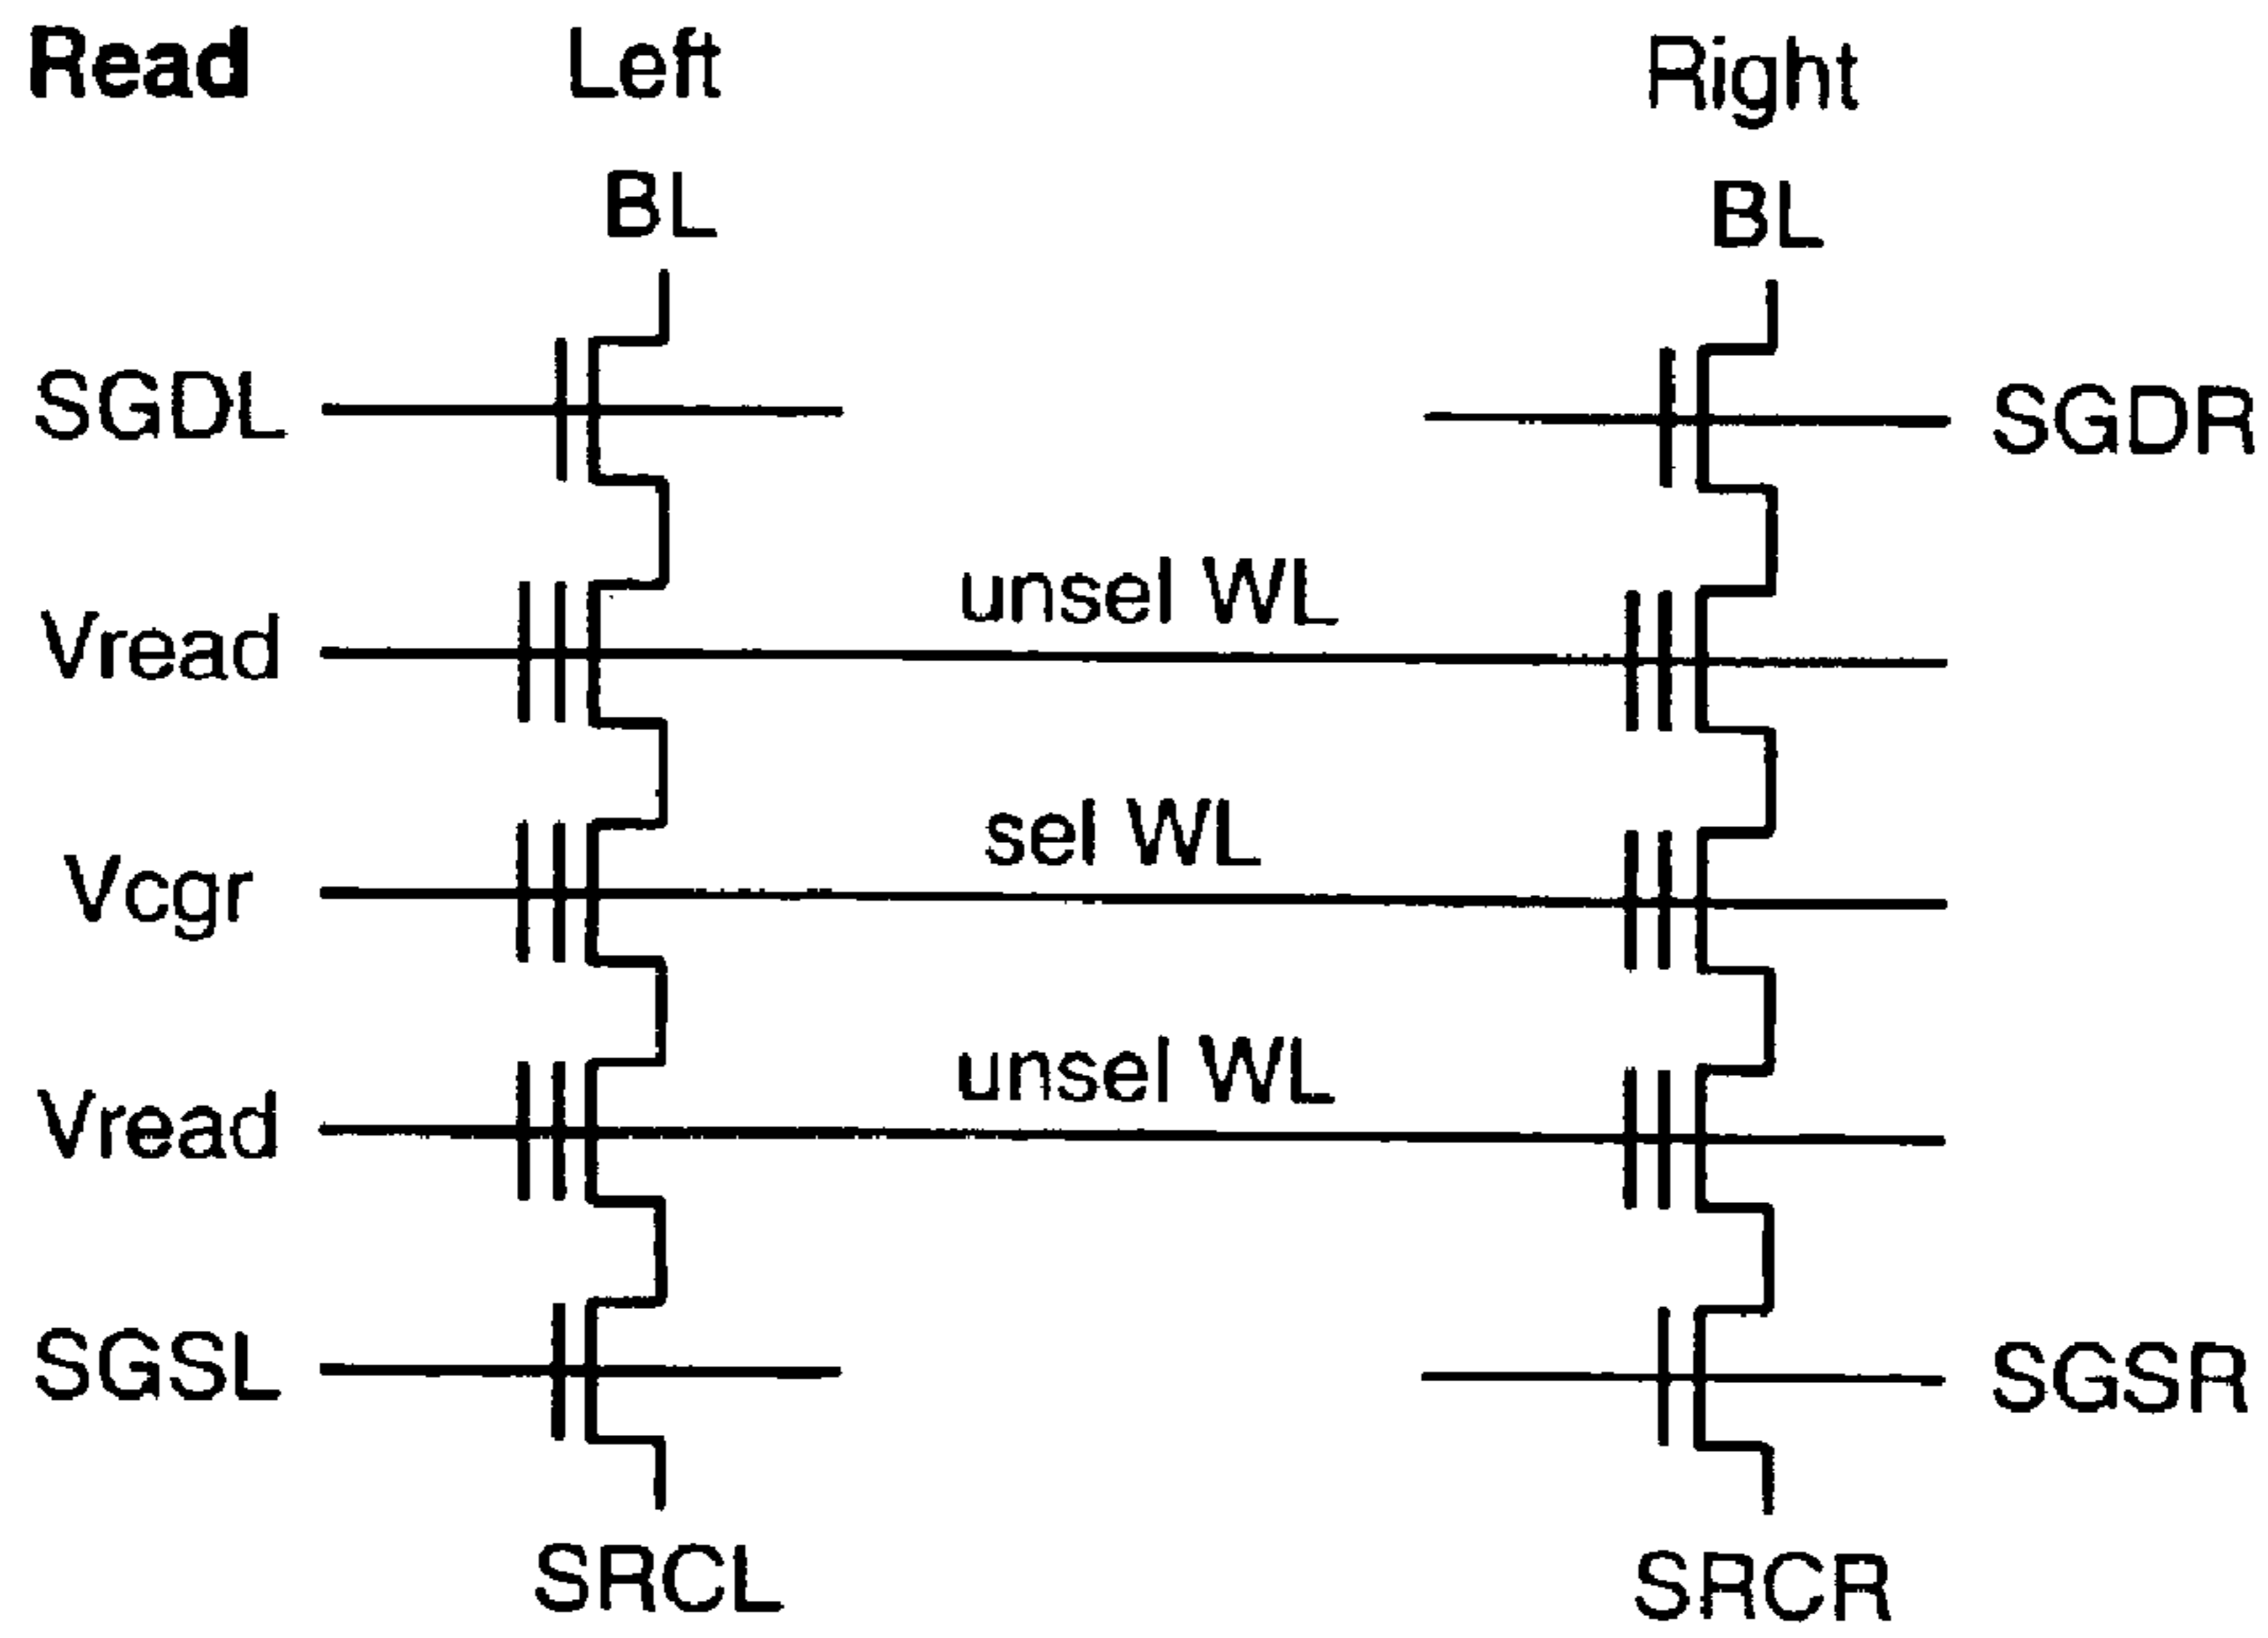 Read Left Right
BL BL
SGDL SGDR
unsel WL
Vread
sel WL
Vcgr
unsel WL
Vread
SGSL SGSR
SRCL SRCR